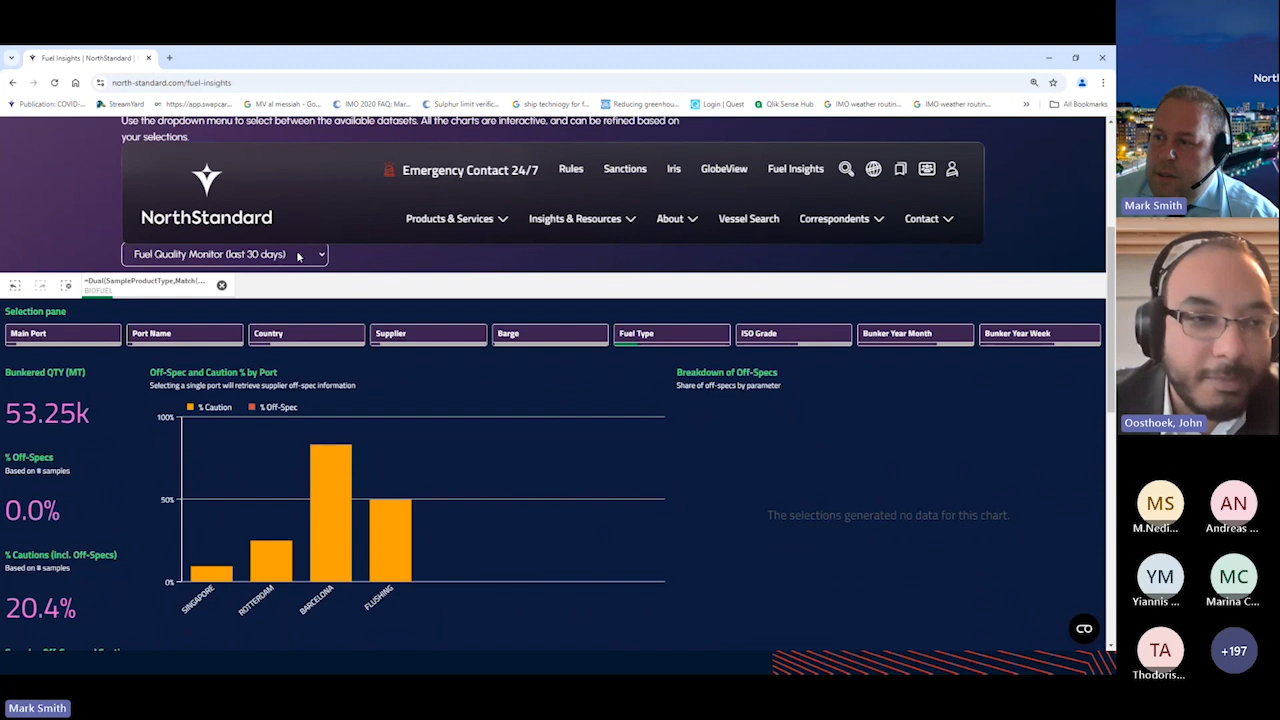 Fuel Insights | NorthStandard |
north-standard.com/fuel-insights
Publication: COVID-...
StreamYard
https://app.swapcar...
MV al messiah - Goo...
IMO 2020 FAQ; Mar...
Sulphur limit verific...
ship technlogy for f...
Reducing greenhou...
Login | Quest
Qlik Sense Hub
IMO weather routin...
IMO weather routin...
All Bookmarks
Use the dropdown menu to select between the available datasets. All the charts are interactive, and can be refined based on
your selections.
Emergency Contact 24/7
Rules
Sanctions
Iris
GlobeView
Fuel Insights
NorthStandard
Products & Services
Insights & Resources
About
Vessel Search
Correspondents
Contact
Fuel Quality Monitor (last 30 days)
=Dual(SampleProductType,Match(...
BIOFUEL
Selection pane
Main Port
Port Name
Country
Supplier
Barge
Fuel Type
ISO Grade
Bunker Year Month
Bunker Year Week
Bunkered QTY (MT)
53.25k
% Off-Specs
Based on # samples
0.0%
% Cautions (incl. Off-Specs)
Based on # samples
20.4%
Off-Spec and Caution % by Port
Selecting a single port will retrieve supplier off-spec information
% Caution
% Off-Spec
100%
50%
0%
SINGAPORE
ROTTERDAM
BARCELONA
FLUSHING
Breakdown of Off-Specs
Share of off-specs by parameter
The selections generated no data for this chart.
Mark Smith
North
Mark Smith
Oosthoek, John
MS
M.Nedi...
AN
Andreas ...
YM
Yiannis ...
MC
Marina C...
TA
Thodoris...
+197